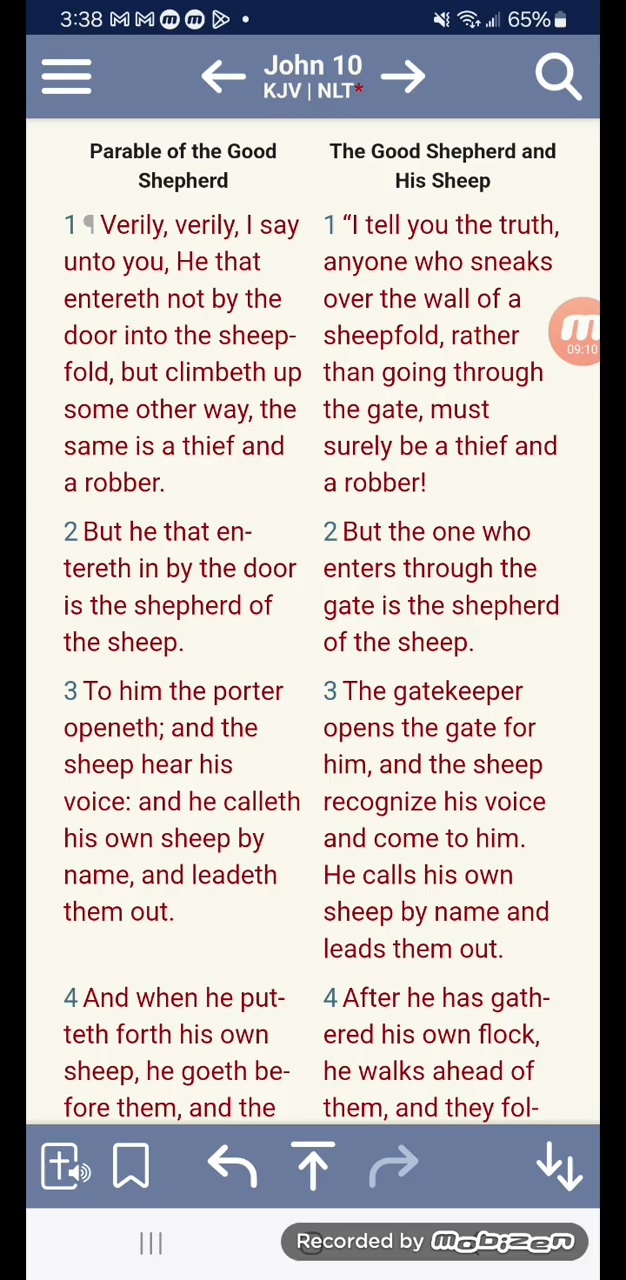 3:38
65%
John 10
KJV | NLT*
Parable of the Good
Shepherd
1 ¶ Verily, verily, I say
unto you, He that
entereth not by the
door into the sheep-
fold, but climbeth up
some other way, the
same is a thief and
a robber.
2 But he that en-
tereth in by the door
is the shepherd of
the sheep.
3 To him the porter
openeth; and the
sheep hear his
voice: and he calleth
his own sheep by
name, and leadeth
them out.
4 And when he put-
teth forth his own
sheep, he goeth be-
fore them, and the
The Good Shepherd and
His Sheep
1 “I tell you the truth,
anyone who sneaks
over the wall of a
sheepfold, rather
than going through
the gate, must
surely be a thief and
a robber!
2 But the one who
enters through the
gate is the shepherd
of the sheep.
3 The gatekeeper
opens the gate for
him, and the sheep
recognize his voice
and come to him.
He calls his own
sheep by name and
leads them out.
4 After he has gath-
ered his own flock,
he walks ahead of
them, and they fol-
m
09:10
Recorded by mobizen